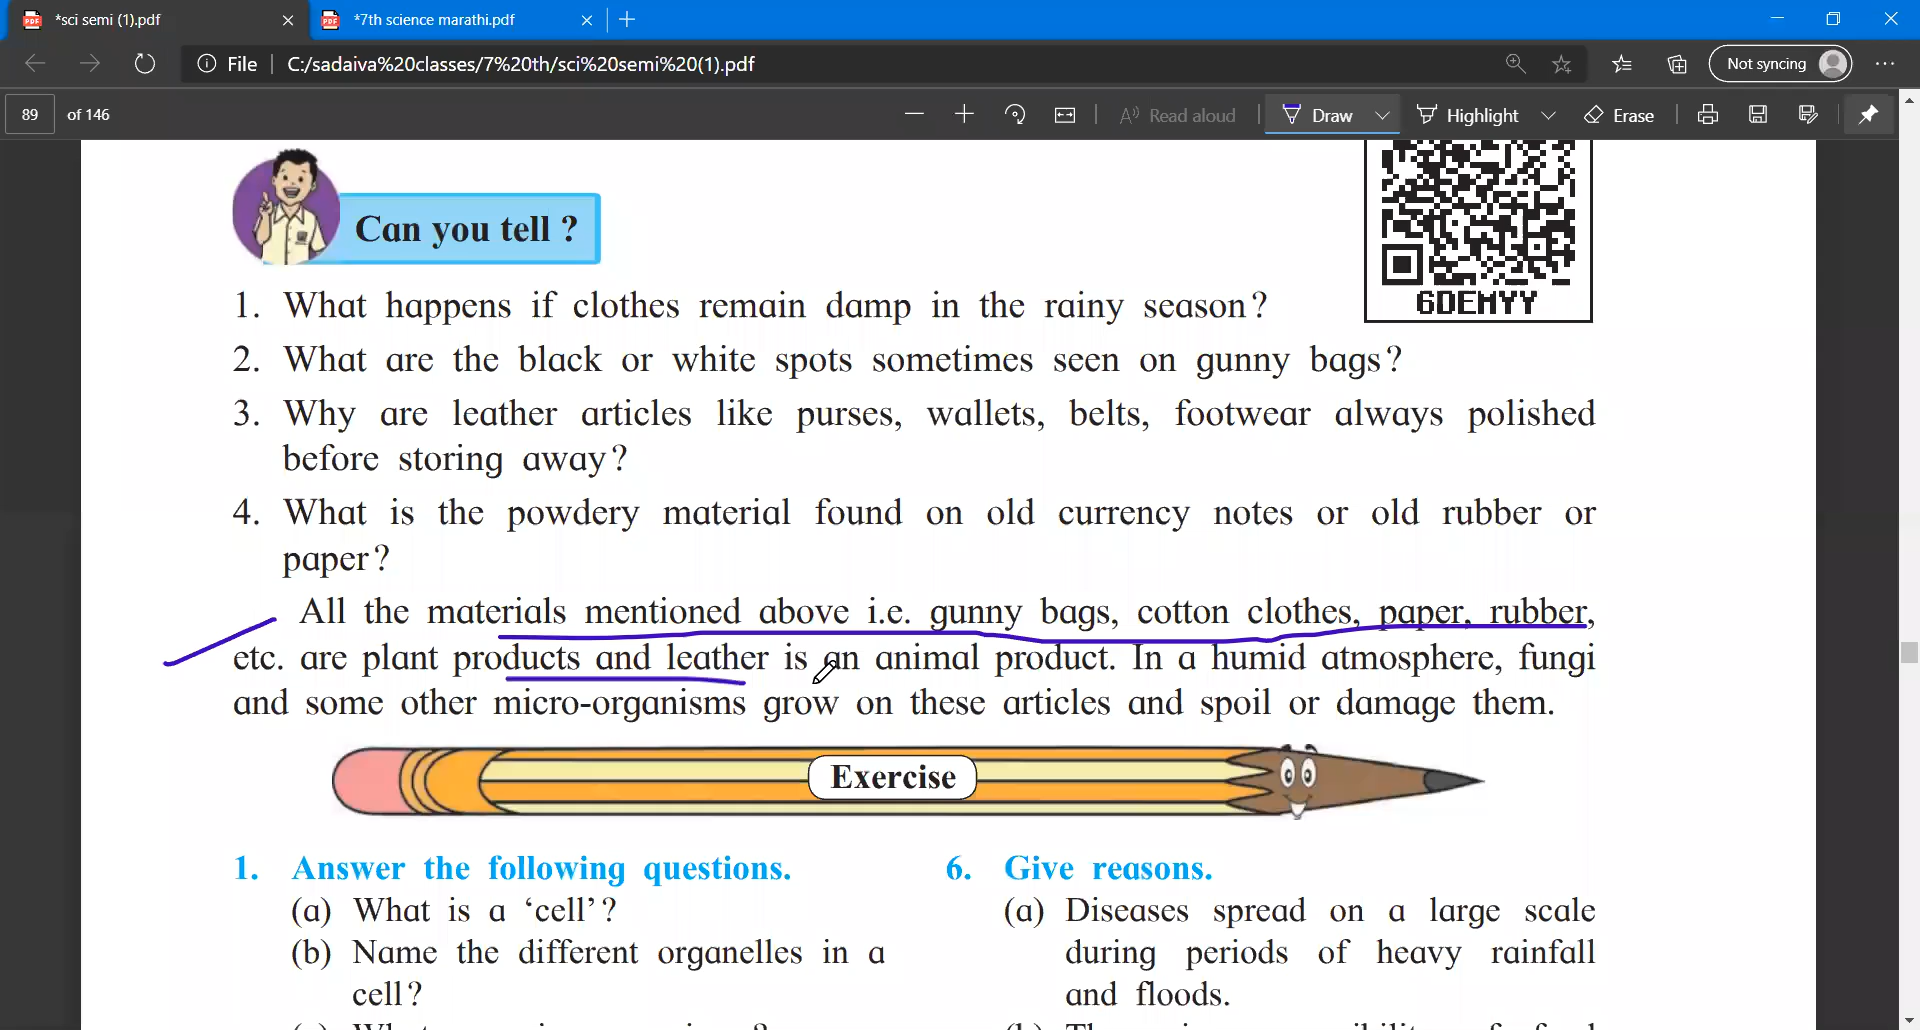 *sci semi (1).pdf
*7th science marathi.pdf
File
C:/sadaiva%20classes/7%20th/sci%20semi%20(1).pdf
Not syncing
89 of 146
Read aloud
Draw
Highlight
Erase
Can you tell ?
6DEMYY
1. What happens if clothes remain damp in the rainy season?
2. What are the black or white spots sometimes seen on gunny bags?
3. Why are leather articles like purses, wallets, belts, footwear always polished
before storing away?
4. What is the powdery material found on old currency notes or old rubber or
paper?
All the materials mentioned above i.e. gunny bags, cotton clothes, paper, rubber,
etc. are plant products and leather is an animal product. In a humid atmosphere, fungi
and some other micro-organisms grow on these articles and spoil or damage them.
Exercise
1. Answer the following questions.
(a) What is a ‘cell’?
(b) Name the different organelles in a
cell?
6. Give reasons.
(a) Diseases spread on a large scale
during periods of heavy rainfall
and floods.